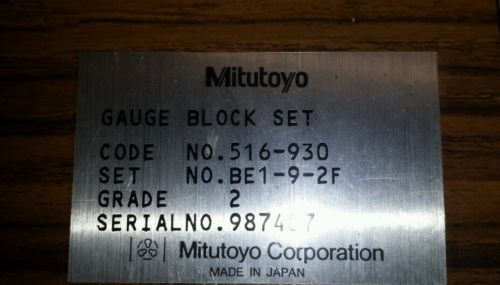 Mitutoyo
GAUGE BLOCK SET
CODE NO.516-930
SET NO.BE1-9-2F
GRADE 2
SERIALNO.
Mitutoyo Corporation
MADE IN JAPAN